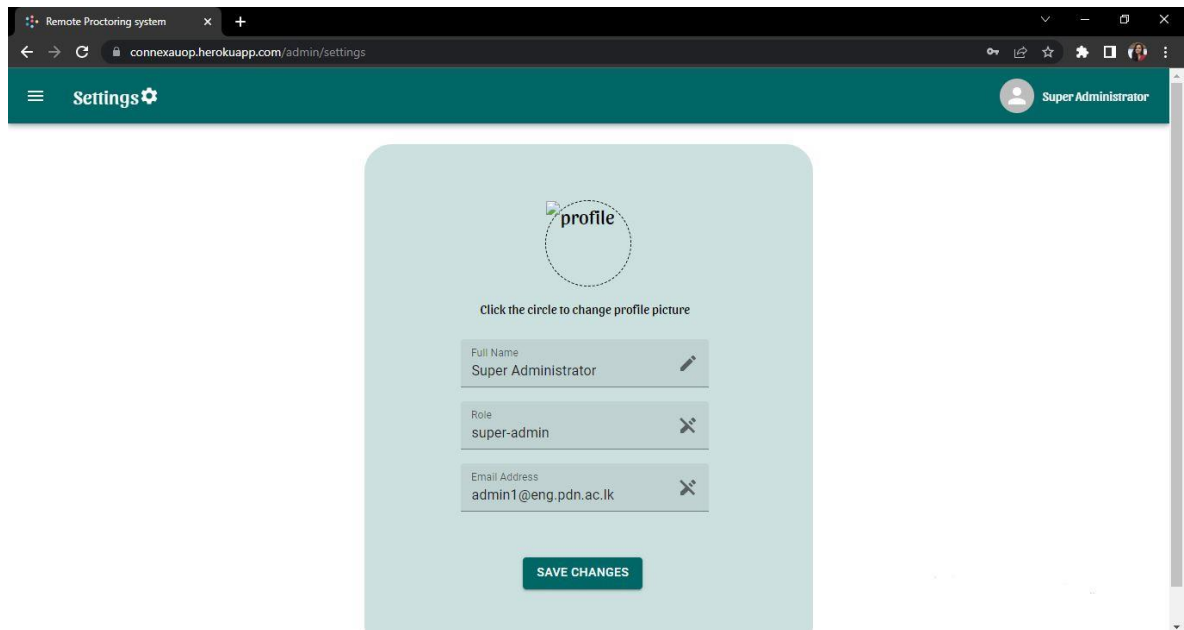 Remote Proctoring system
connexauop.herokuapp.com/admin/settings
Settings
Super Administrator
profile
Click the circle to change profile picture
Full Name
Super Administrator
Role
super-admin
Email Address
admin1@eng.pdn.ac.lk
SAVE CHANGES